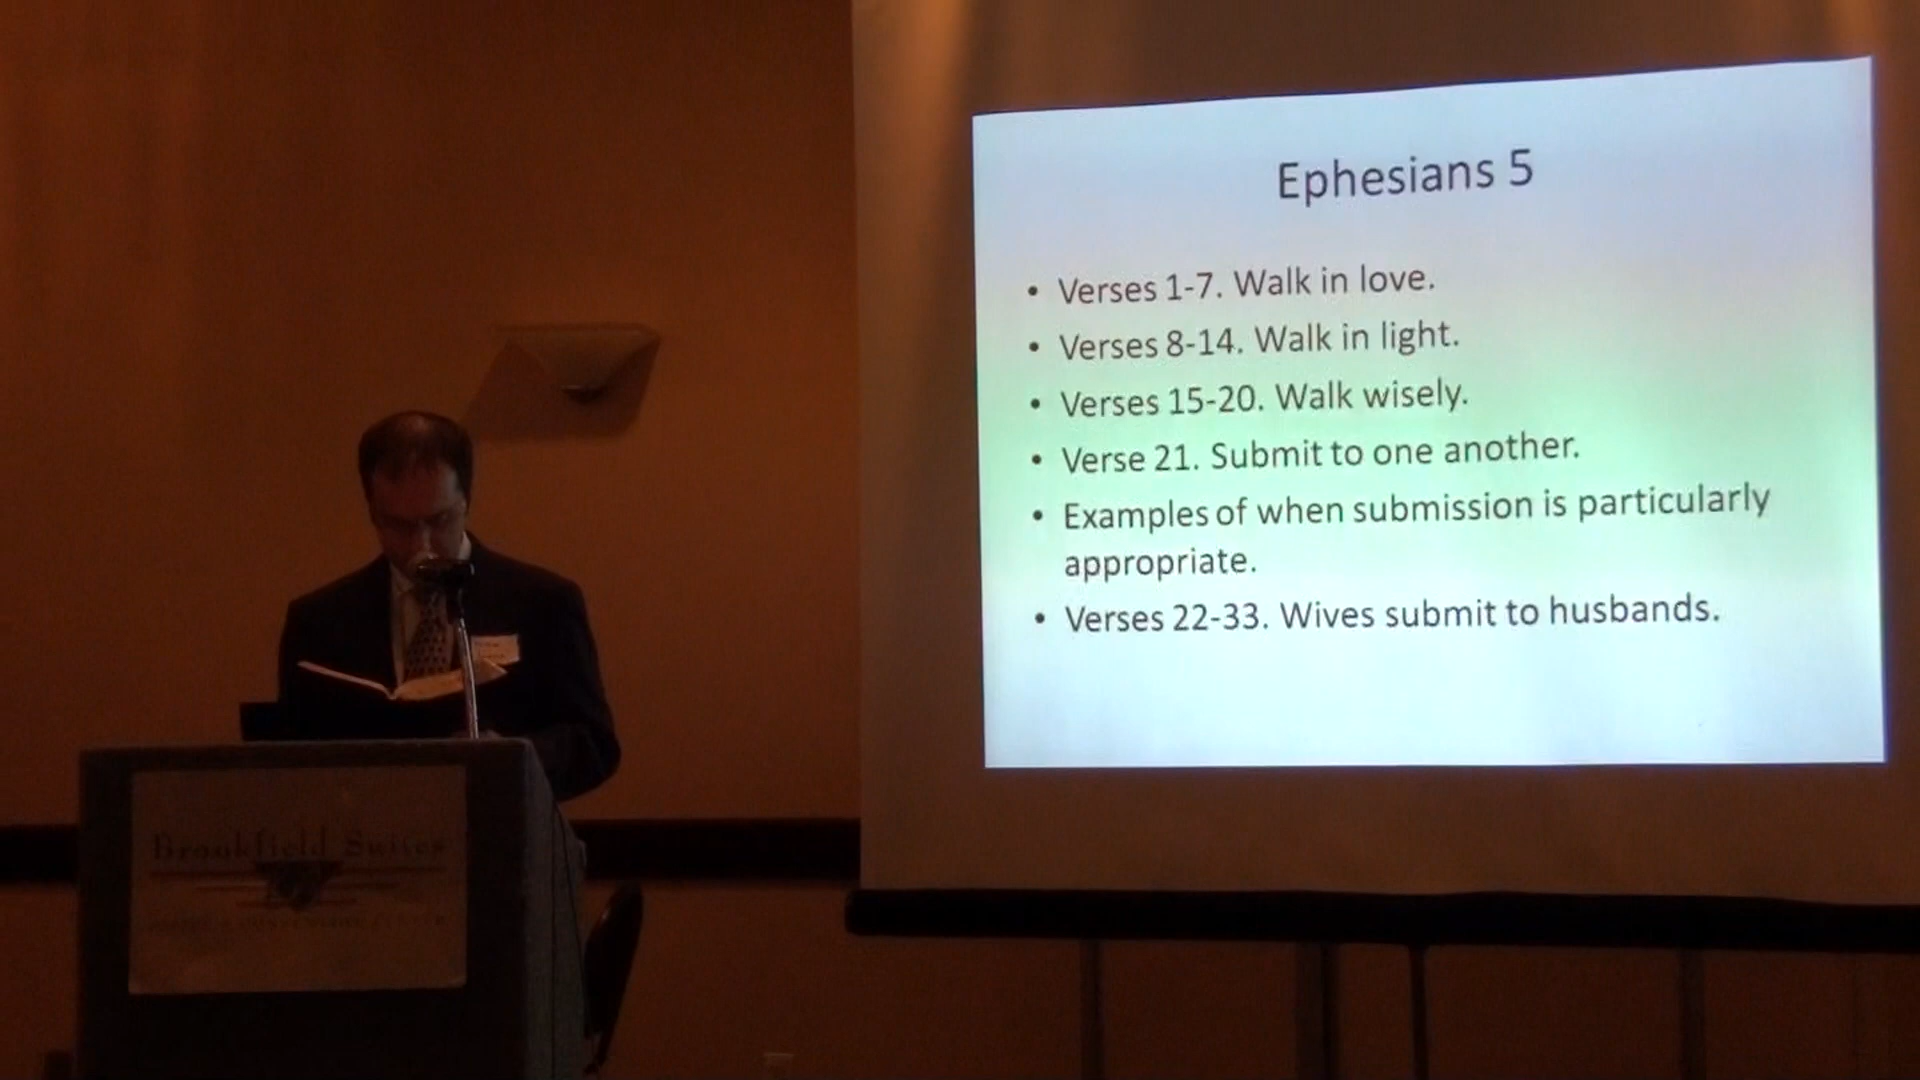 Ephesians 5
• Verses 1-7. Walk in love.
• Verses 8-14. Walk in light.
• Verses 15-20. Walk wisely.
• Verse 21. Submit to one another.
• Examples of when submission is particularly
appropriate.
• Verses 22-33. Wives submit to husbands.
Brookfield Suites